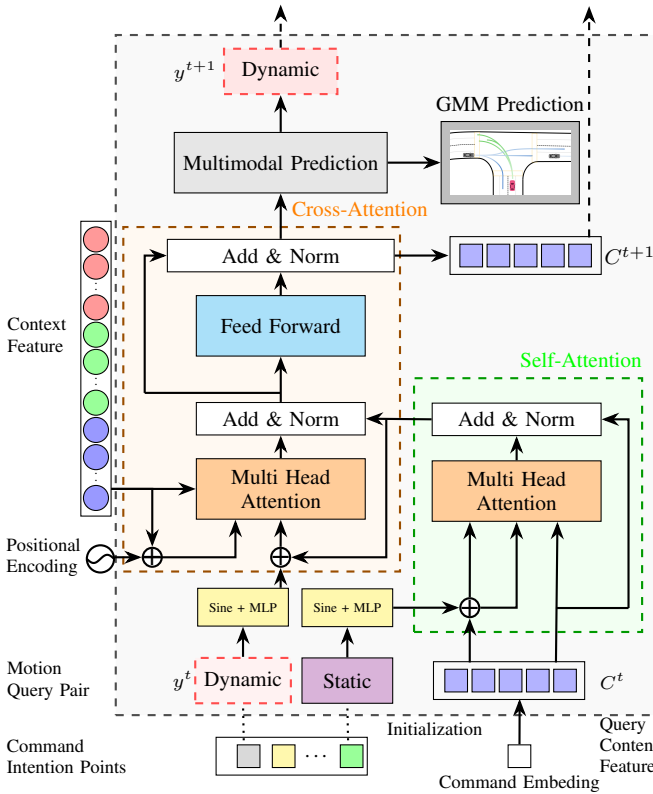 y^{t+1}
Dynamic
GMM Prediction
Multimodal Prediction
Cross-Attention
Add & Norm
C^{t+1}
Context
Feature
Feed Forward
Self-Attention
Add & Norm
Add & Norm
Multi Head
Attention
Multi Head
Attention
Positional
Encoding
Sine + MLP
Sine + MLP
Motion
Query Pair
y^t
Dynamic
Static
C^t
Initialization
Query
Content
Feature
Command
Intention Points
Command Embeding